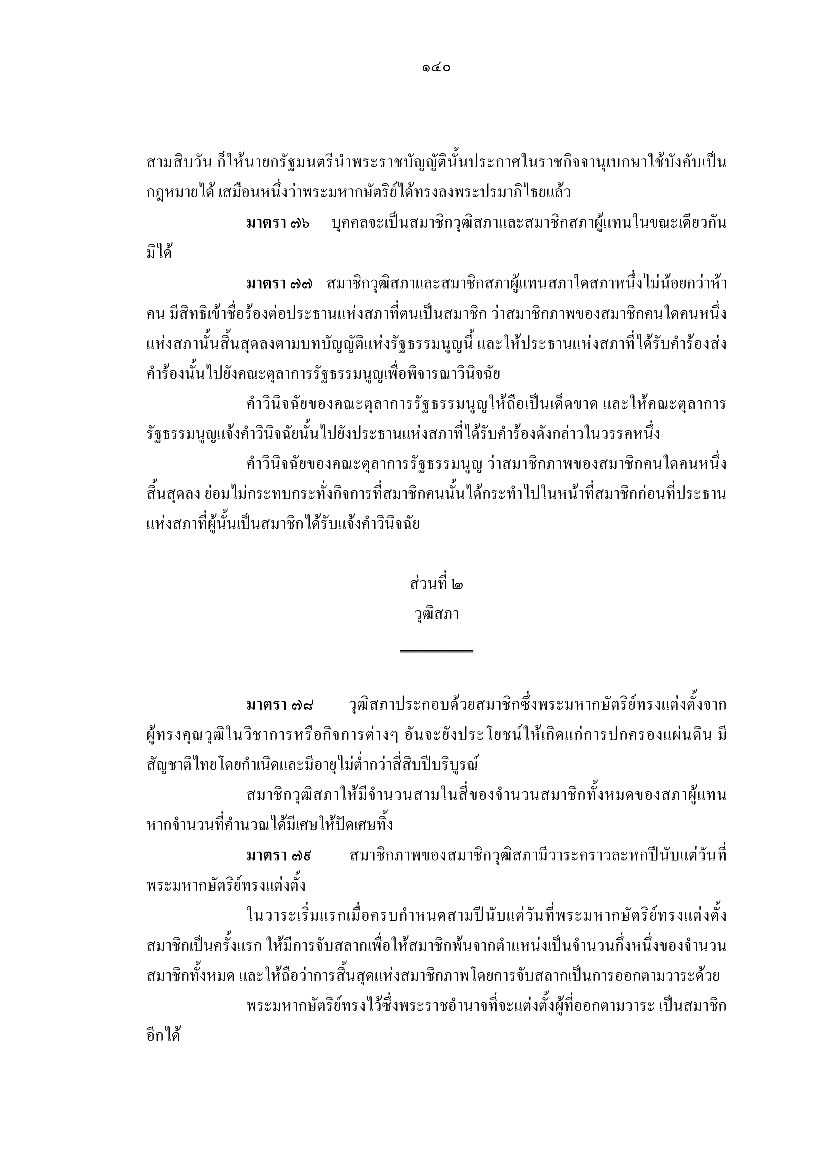 ๑๔๐
สามสิบวัน ก็ให้นายกรัฐมนตรีนำพระราชบัญญัตินั้นประกาศในราชกิจจานุเบกษาใช้บังคับเป็น
กฎหมายได้ เสมือนหนึ่งว่าพระมหากษัตริย์ได้ทรงลงพระปรมาภิไธยแล้ว
มาตรา ๗๖ บุคคลจะเป็นสมาชิกวุฒิสภาและสมาชิกสภาผู้แทนในขณะเดียวกัน
มิได้
มาตรา ๗๗ สมาชิกวุฒิสภาและสมาชิกสภาผู้แทนสภาใดสภาหนึ่งไม่น้อยกว่าห้า
คน มีสิทธิเข้าชื่อร้องต่อประธานแห่งสภาที่ตนเป็นสมาชิก ว่าสมาชิกภาพของสมาชิกคนใดคนหนึ่ง
แห่งสภานั้นสิ้นสุดลงตามบทบัญญัติแห่งรัฐธรรมนูญนี้ และให้ประธานแห่งสภาที่ได้รับคำร้องส่ง
คำร้องนั้นไปยังคณะตุลาการรัฐธรรมนูญเพื่อพิจารณาวินิจฉัย
คำวินิจฉัยของคณะตุลาการรัฐธรรมนูญให้ถือเป็นเด็ดขาด และให้คณะตุลาการ
รัฐธรรมนูญแจ้งคำวินิจฉัยนั้นไปยังประธานแห่งสภาที่ได้รับคำร้องดังกล่าวในวรรคหนึ่ง
คำวินิจฉัยของคณะตุลาการรัฐธรรมนูญ ว่าสมาชิกภาพของสมาชิกคนใดคนหนึ่ง
สิ้นสุดลง ย่อมไม่กระทบกระทั่งกิจการที่สมาชิกคนนั้นได้กระทำไปในหน้าที่สมาชิกก่อนที่ประธาน
แห่งสภาที่ผู้นั้นเป็นสมาชิกได้รับแจ้งคำวินิจฉัย
ส่วนที่ ๒
วุฒิสภา
มาตรา ๗๘ วุฒิสภาประกอบด้วยสมาชิกซึ่งพระมหากษัตริย์ทรงแต่งตั้งจาก
ผู้ทรงคุณวุฒิในวิชาการหรือกิจการต่างๆ อันจะยังประโยชน์ให้เกิดแก่การปกครองแผ่นดิน มี
สัญชาติไทยโดยกำเนิดและมีอายุไม่ต่ำกว่าสี่สิบปีบริบูรณ์
สมาชิกวุฒิสภาให้มีจำนวนสามในสี่ของจำนวนสมาชิกทั้งหมดของสภาผู้แทน
หากจำนวนที่คำนวณได้มีเศษให้ปัดเศษทิ้ง
มาตรา ๗๙ สมาชิกภาพของสมาชิกวุฒิสภามีวาระคราวละหกปีนับแต่วันที่
พระมหากษัตริย์ทรงแต่งตั้ง
ในวาระเริ่มแรกเมื่อครบกำหนดสามปีนับแต่วันที่พระมหากษัตริย์ทรงแต่งตั้ง
สมาชิกเป็นครั้งแรก ให้มีการจับสลากเพื่อให้สมาชิกพ้นจากตำแหน่งเป็นจำนวนกึ่งหนึ่งของจำนวน
สมาชิกทั้งหมด และให้ถือว่าการสิ้นสุดแห่งสมาชิกภาพโดยการจับสลากเป็นการออกตามวาระด้วย
พระมหากษัตริย์ทรงไว้ซึ่งพระราชอำนาจที่จะแต่งตั้งผู้ที่ออกตามวาระ เป็นสมาชิก
อีกได้